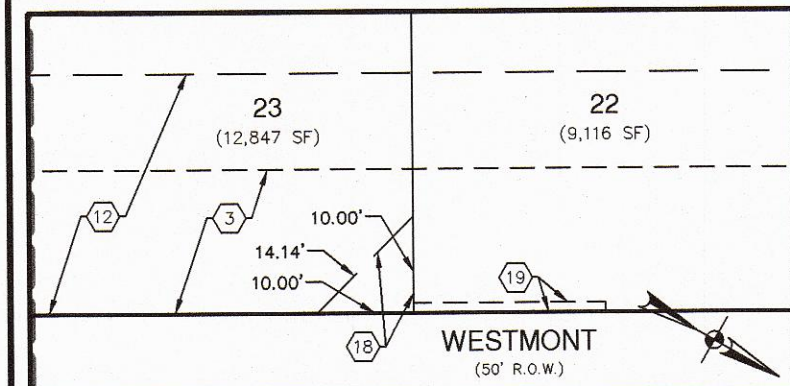 23
(12,847 SF)
22
(9,116 SF)
12
3
10.00'
14.14'
10.00'
19
18
WESTMONT
(50' R.O.W.)